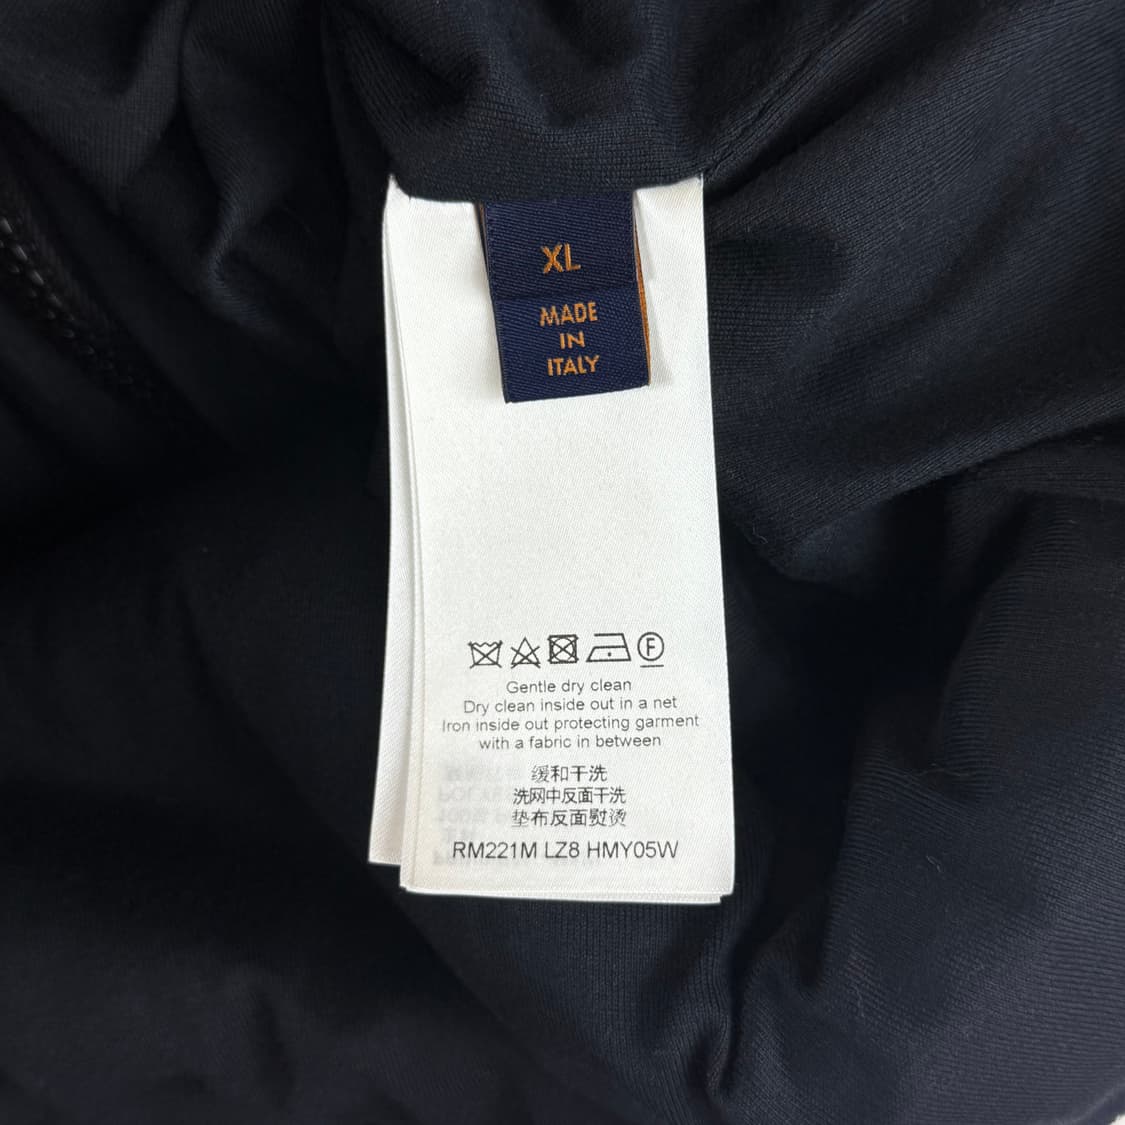 XL
MADE
IN
ITALY
F
Gentle dry clean
Dry clean inside out in a net
Iron inside out protecting garment
with a fabric in between
缓和干洗
洗网中反面干洗
垫布反面熨烫
RM221M LZ8 HMY05W